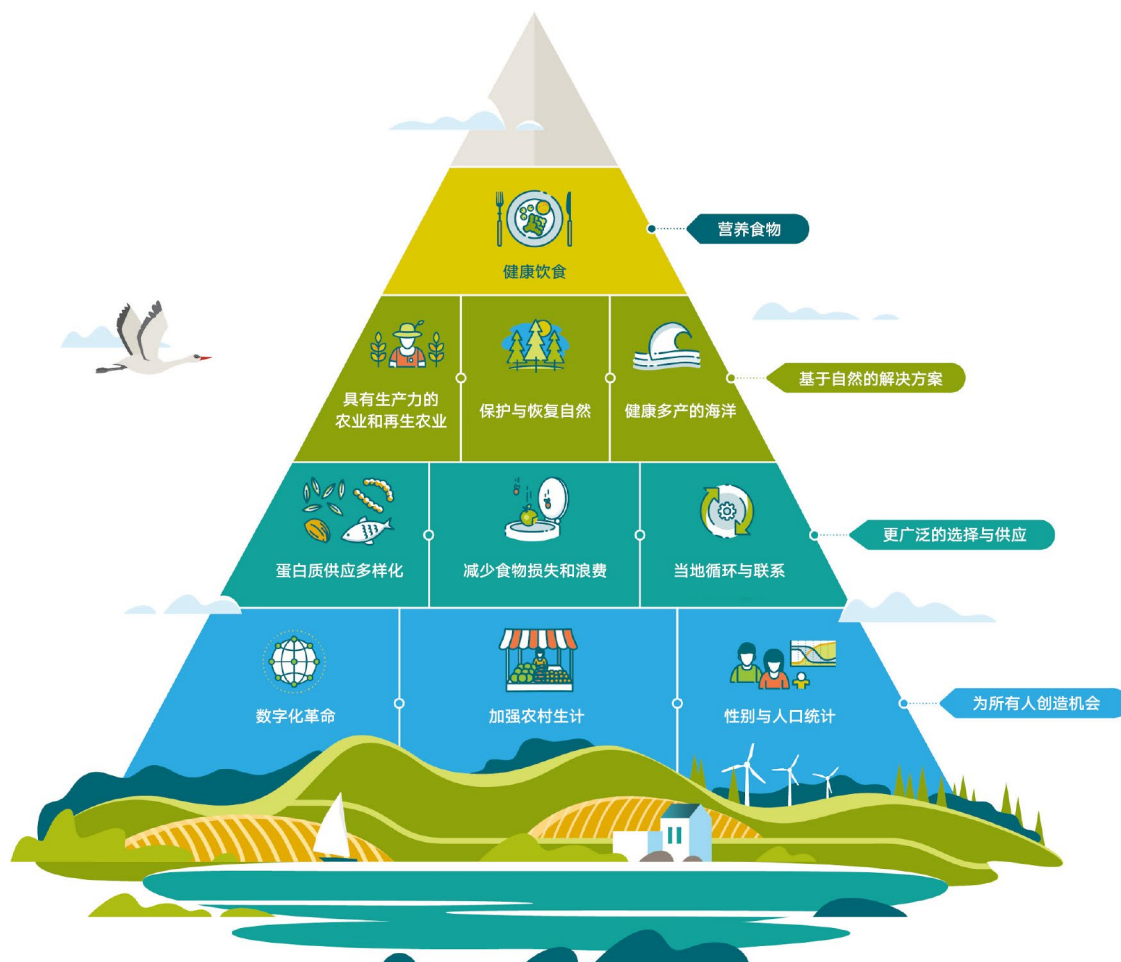 健康饮食
营养食物
具有生产力的
农业和再生农业
保护与恢复自然
健康多产的海洋
基于自然的解决方案
蛋白质供应多样化
减少食物损失和浪费
当地循环与联系
更广泛的选择与供应
数字化革命
加强农村生计
性别与人口统计
为所有人创造机会